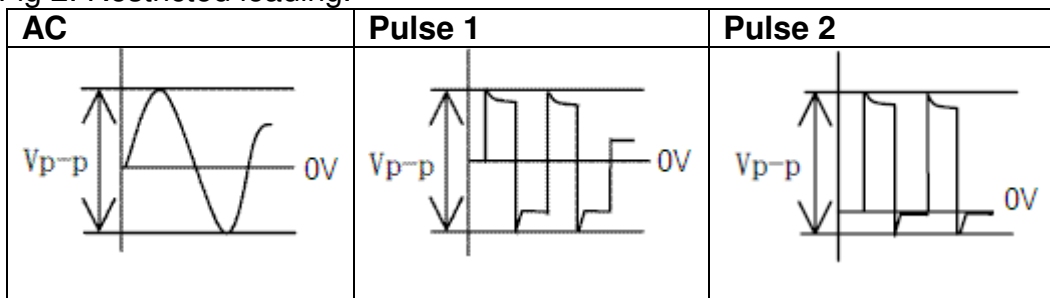 Fig 2. Restricted loading.
AC Pulse 1 Pulse 2
Vp-p 0V Vp-p 0V Vp-p 0V